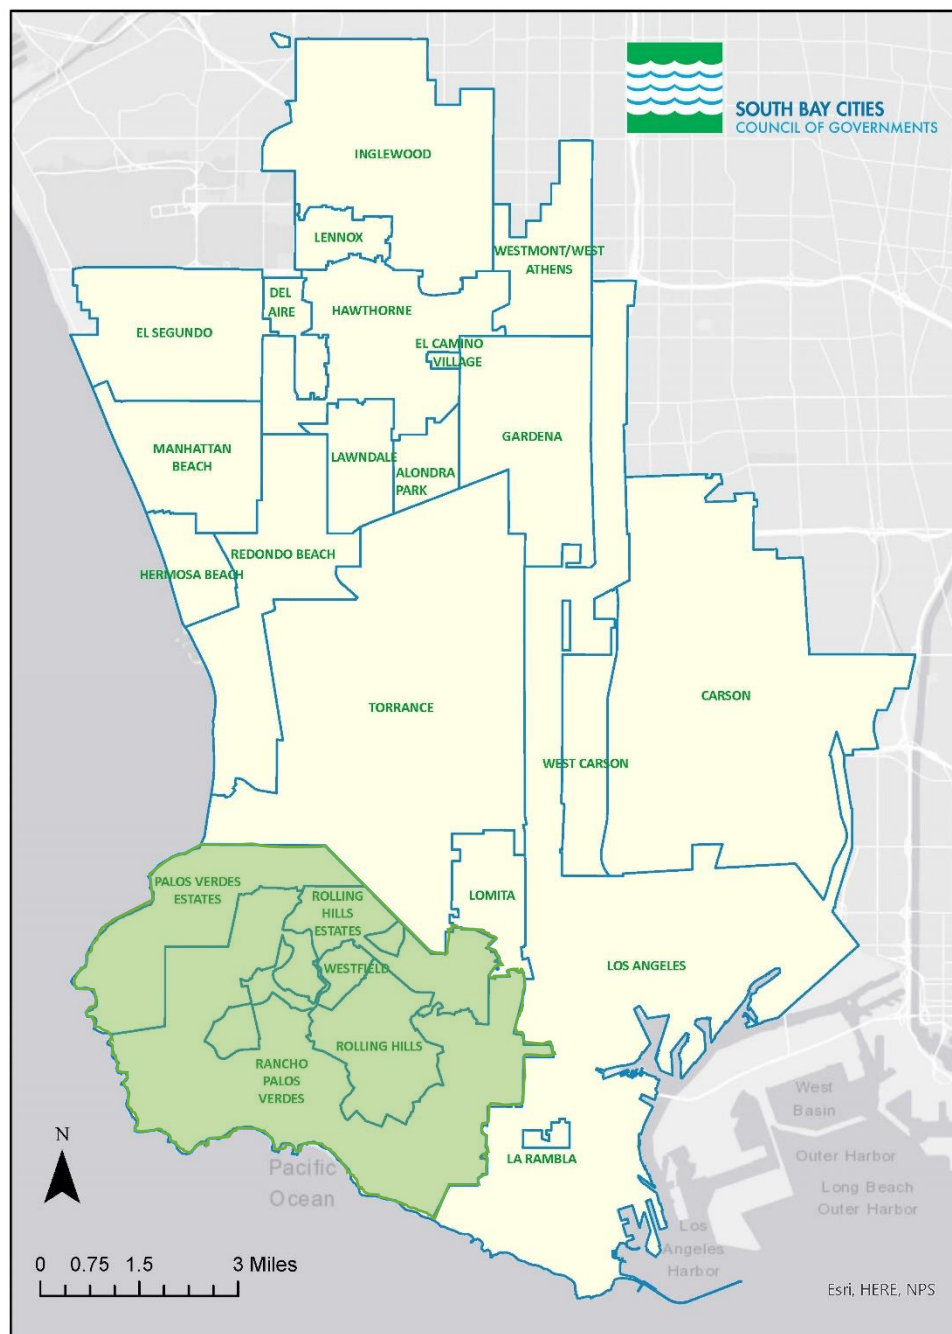 SOUTH BAY CITIES
COUNCIL OF GOVERNMENTS
INGLEWOOD
LENNOX
WESTMONT/WEST
ATHENS
DEL
AIRE
HAWTHORNE
EL SEGUNDO
EL CAMINO
VILLAGE
MANHATTAN
BEACH
LAWNDALE
ALONDRA
PARK
GARDENA
REDONDO BEACH
HERMOSA BEACH
TORRANCE
CARSON
WEST CARSON
PALOS VERDES
ESTATES
ROLLING
HILLS
ESTATES
LOMITA
WESTFIELD
LOS ANGELES
ROLLING HILLS
RANCHO
PALOS
VERDES
LA RAMBLA
West
Basin
Outer Harbor
Long Beach
Outer Harbor
Los
Angeles
Harbor
Pacific
Ocean
N
0 0.75 1.5 3 Miles
Esri, HERE, NPS